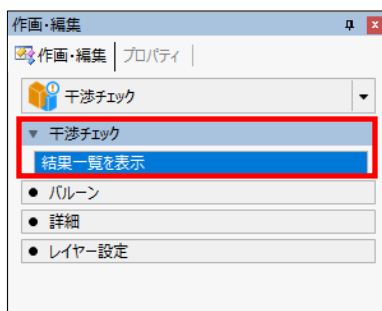 作画・編集
作画・編集 プロパティ
干渉チェック
干渉チェック
結果一覧を表示
バルーン
詳細
レイヤー設定